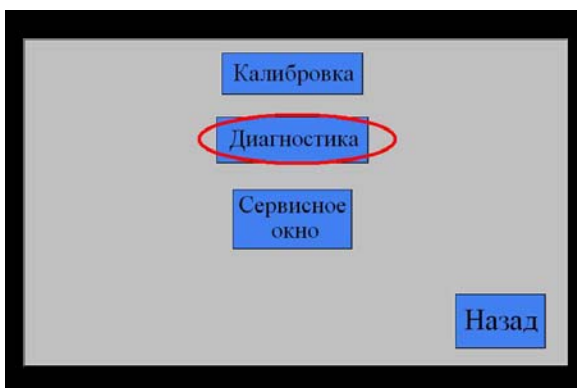 Калибровка
Диагностика
Сервисное
окно
Назад